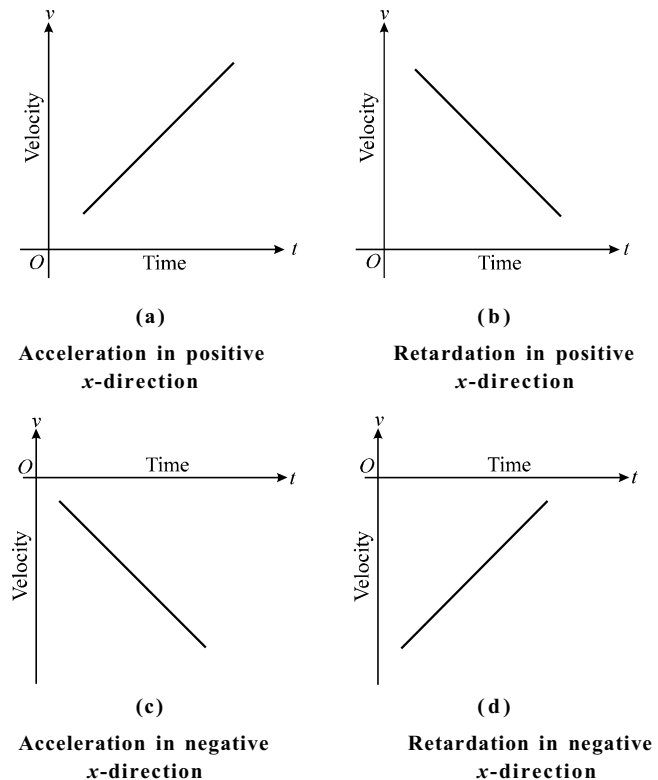 v
Velocity
O
Time
t
(a)
Acceleration in positive
x-direction
v
Velocity
O
Time
t
(b)
Retardation in positive
x-direction
v
O
Time
t
Velocity
(c)
Acceleration in negative
x-direction
v
O
Time
t
Velocity
(d)
Retardation in negative
x-direction